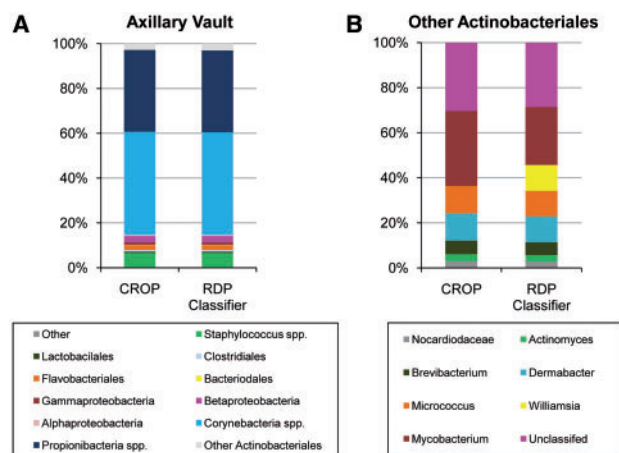 A
Axillary Vault
100%
80%
60%
40%
20%
0%
CROP
RDP
Classifier
Other
Staphylococcus spp.
Lactobacilales
Clostridiales
Flavobacteriales
Bacteriodales
Gammaproteobacteria
Betaproteobacteria
Alphaproteobacteria
Corynebacteria spp.
Propionibacteria spp.
Other Actinobacteriales
B
Other Actinobacteriales
100%
80%
60%
40%
20%
0%
CROP
RDP
Classifier
Nocardiodaceae
Actinomyces
Brevibacterium
Dermabacter
Micrococcus
Williamsia
Mycobacterium
Unclassifed